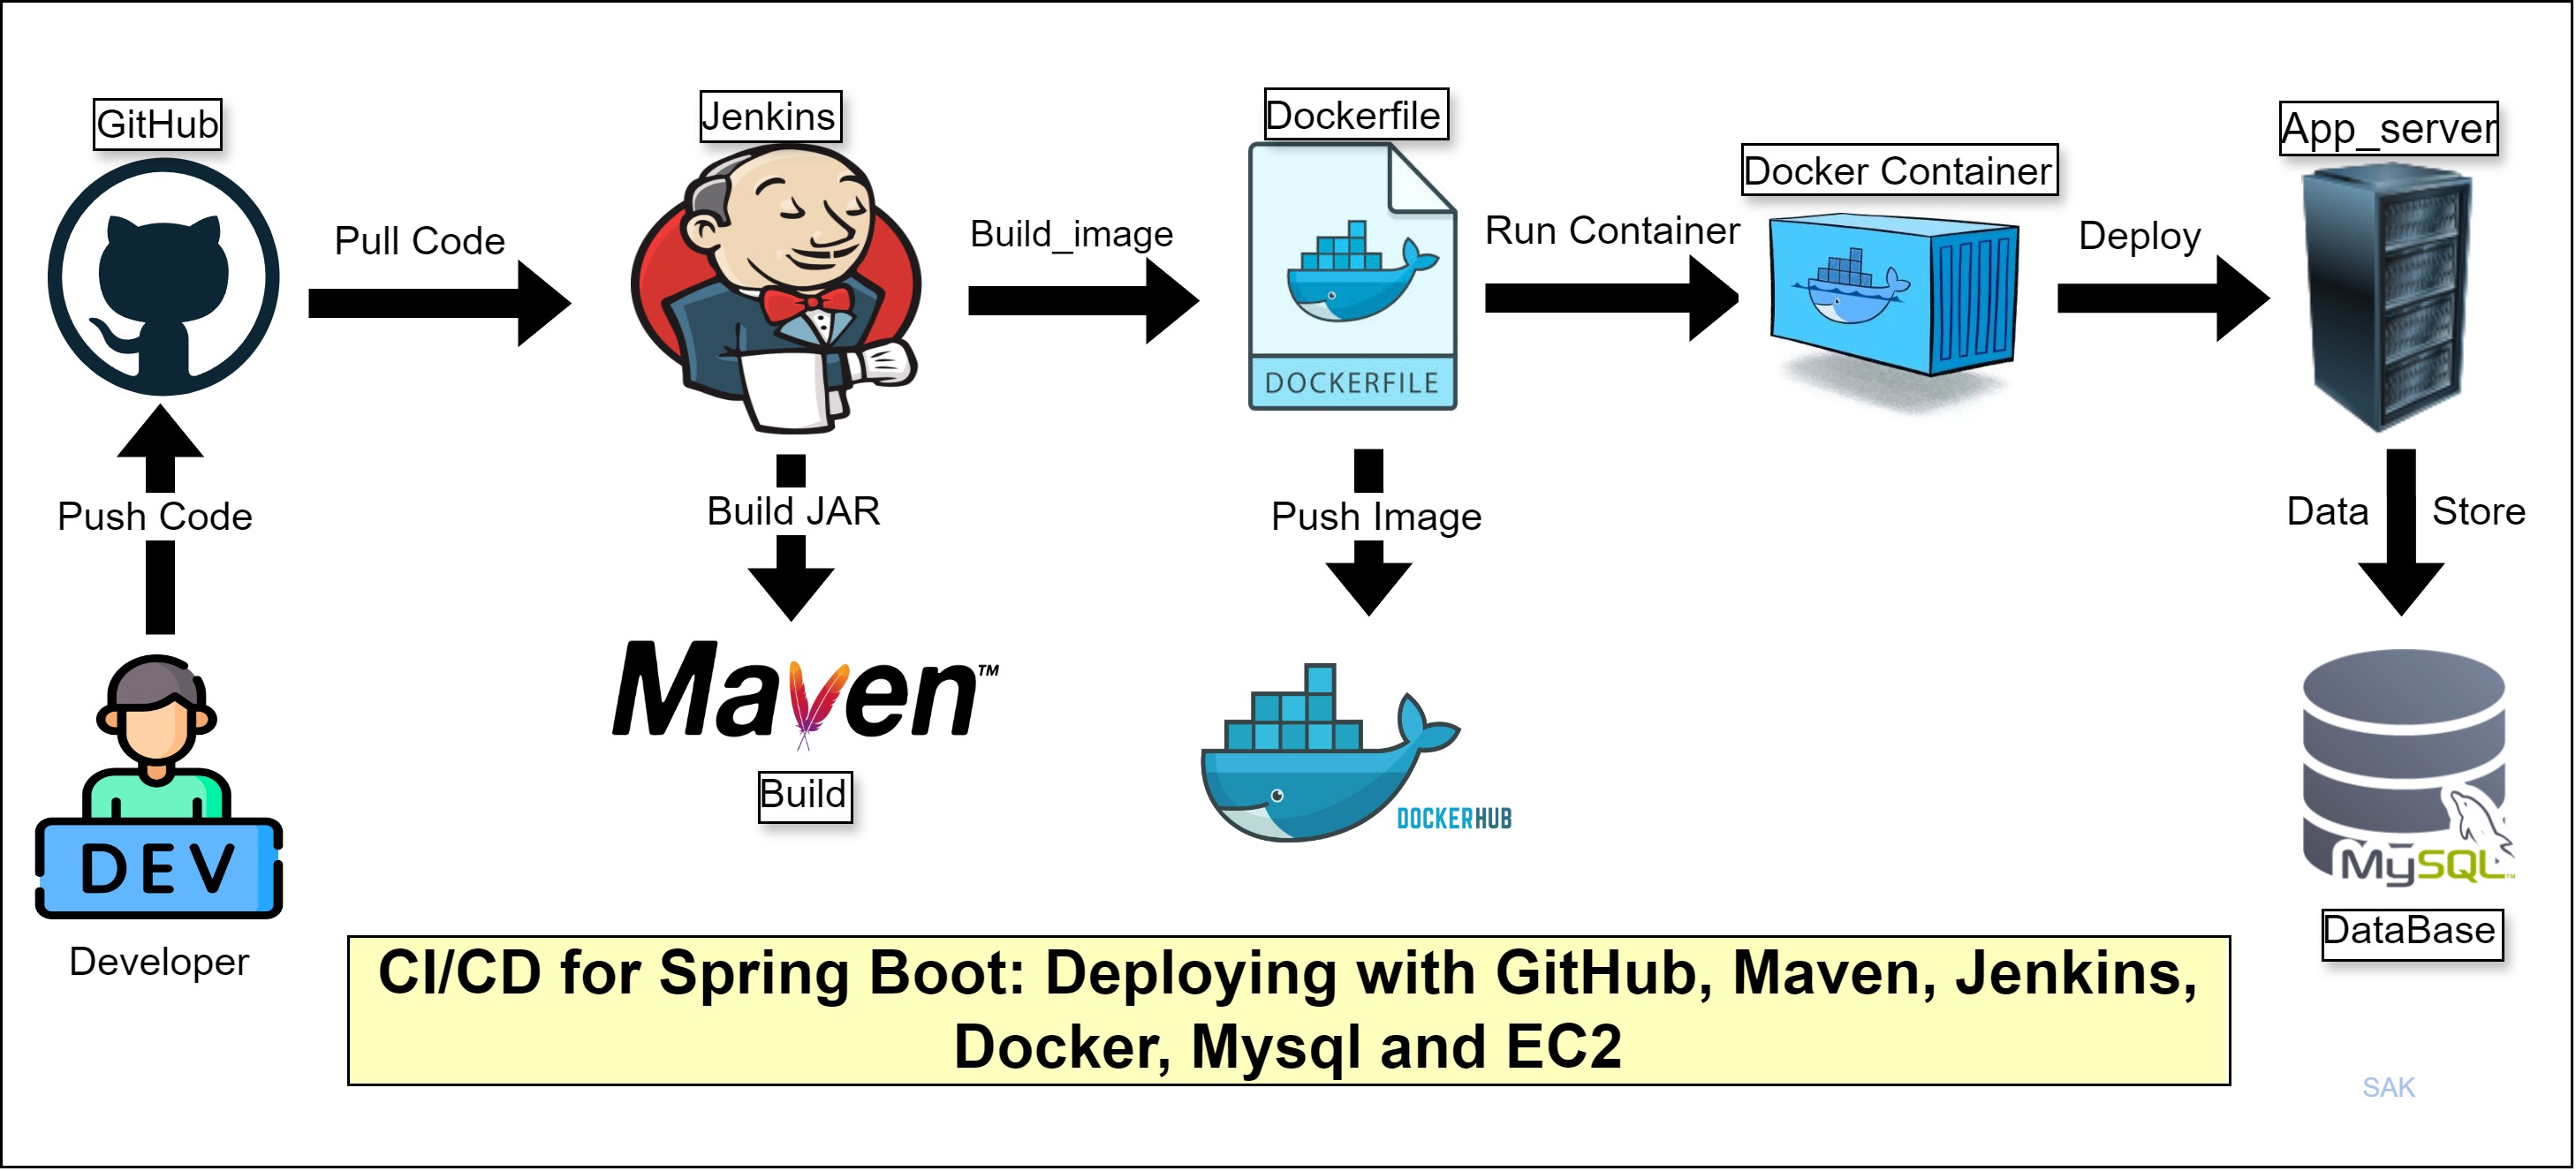 GitHub
Jenkins
Dockerfile
Docker Container
App_server
Pull Code
Build_image
Run Container
Deploy
DOCKERFILE
Push Code
Build JAR
Push Image
Data Store
Maven™
Build
DOCKERHUB
DEV
MySQL™
Developer
DataBase
CI/CD for Spring Boot: Deploying with GitHub, Maven, Jenkins,
Docker, Mysql and EC2
SAK